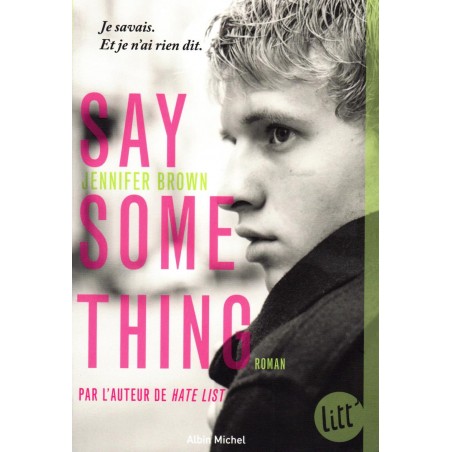 Je savais.
Et je n'ai rien dit.
SAY
JENNIFER BROWN
SOME
THING
ROMAN
PAR L'AUTEUR DE HATE LIST
Litt'
Albin Michel